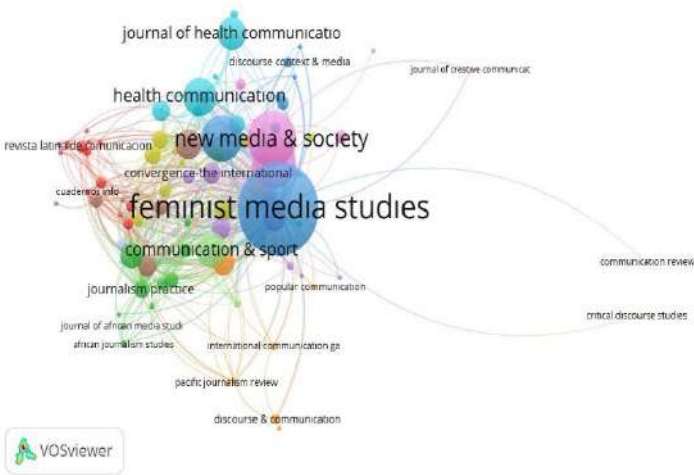 journal of health communicatio
discourse context & media
journal of creative communicat
health communication
new media & society
revista latina de comunicacion
convergence-the international
cuadernos info
feminist media studies
communication & sport
communication review
journalism practice
popular communication
critical discourse studies
journal of african media studi
african journalism studies
international communication ga
pacific journalism review
discourse & communication
VOSviewer